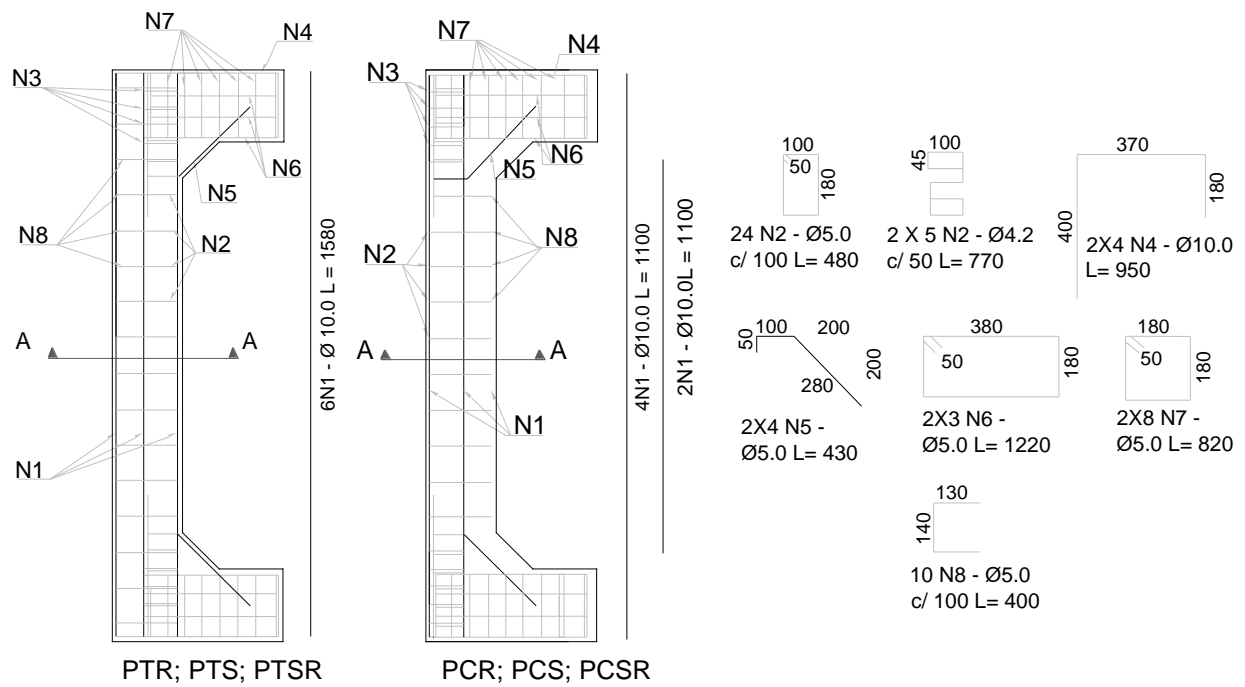 N7
N4
N3
N6
N5
N8
N2
A
A
N1
6N1 - Ø 10.0 L = 1580
PTR; PTS; PTSR
N7
N4
N3
N6
N5
N8
N2
A
A
N1
4N1 - Ø10.0 L = 1100
2N1 - Ø10.0L = 1100
PCR; PCS; PCSR
100
50
180
24 N2 - Ø5.0
c/ 100 L= 480
100
45
2 X 5 N2 - Ø4.2
c/ 50 L= 770
370
180
400
2X4 N4 - Ø10.0
L= 950
50
100
200
200
280
2X4 N5 -
Ø5.0 L= 430
380
50
180
2X3 N6 -
Ø5.0 L= 1220
180
50
180
2X8 N7 -
Ø5.0 L= 820
130
140
10 N8 - Ø5.0
c/ 100 L= 400